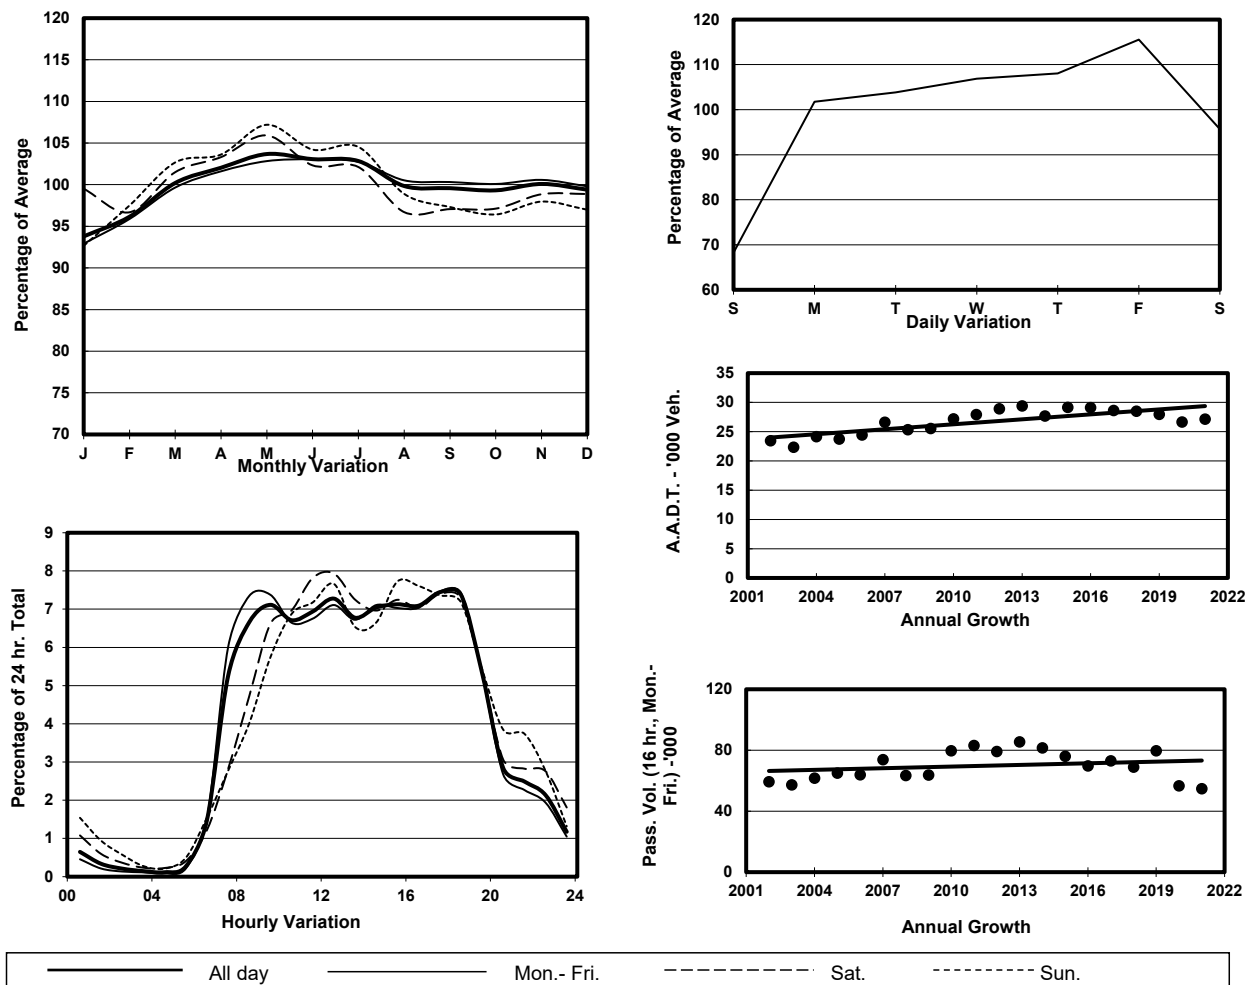 120
115
110
105
100
95
90
85
80
75
70
Percentage of Average
J F M A M J J A S O N D
Monthly Variation
120
110
100
90
80
70
60
Percentage of Average
S M T W T F S
Daily Variation
35
30
25
20
15
10
5
0
A.A.D.T. - '000 Veh.
2001 2004 2007 2010 2013 2016 2019 2022
Annual Growth
9
8
7
6
5
4
3
2
1
0
Percentage of 24 hr. Total
00 04 08 12 16 20 24
Hourly Variation
120
80
40
0
Pass. Vol. (16 hr., Mon.-
Fri.) -'000
2001 2004 2007 2010 2013 2016 2019 2022
Annual Growth
All day Mon.- Fri. Sat. Sun.